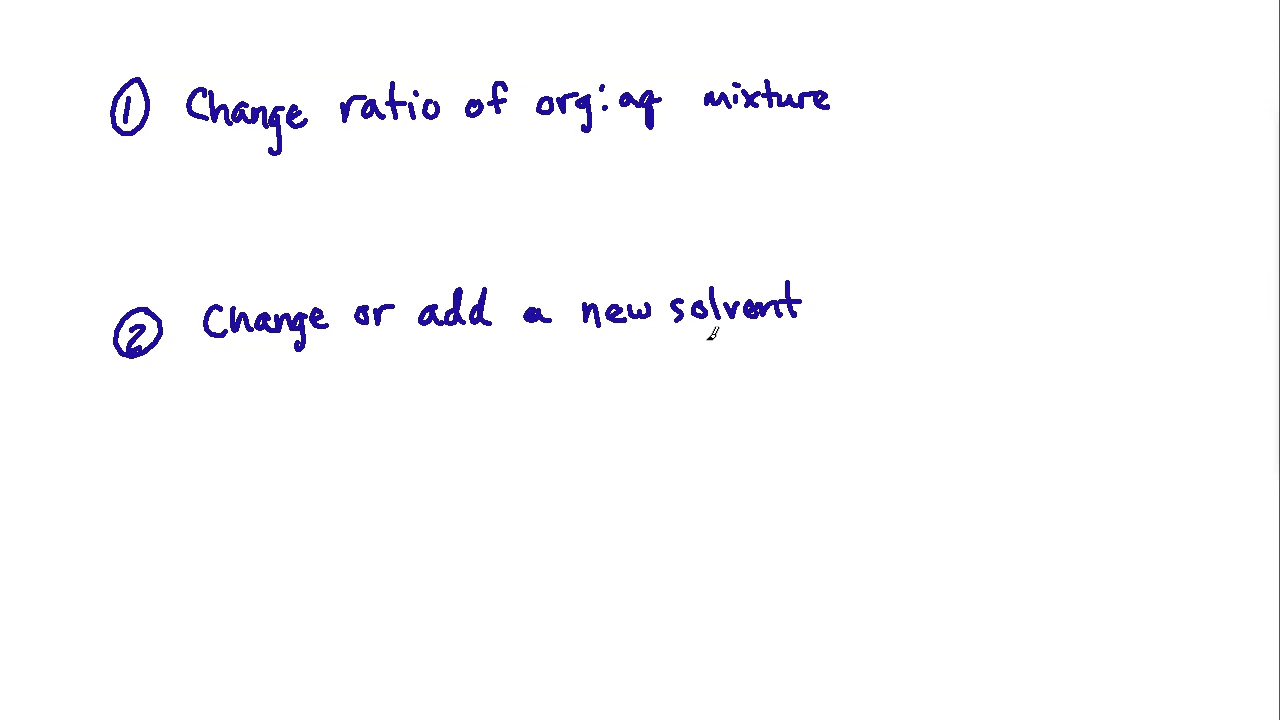 ① Change ratio of org:aq mixture
② Change or add a new solvent